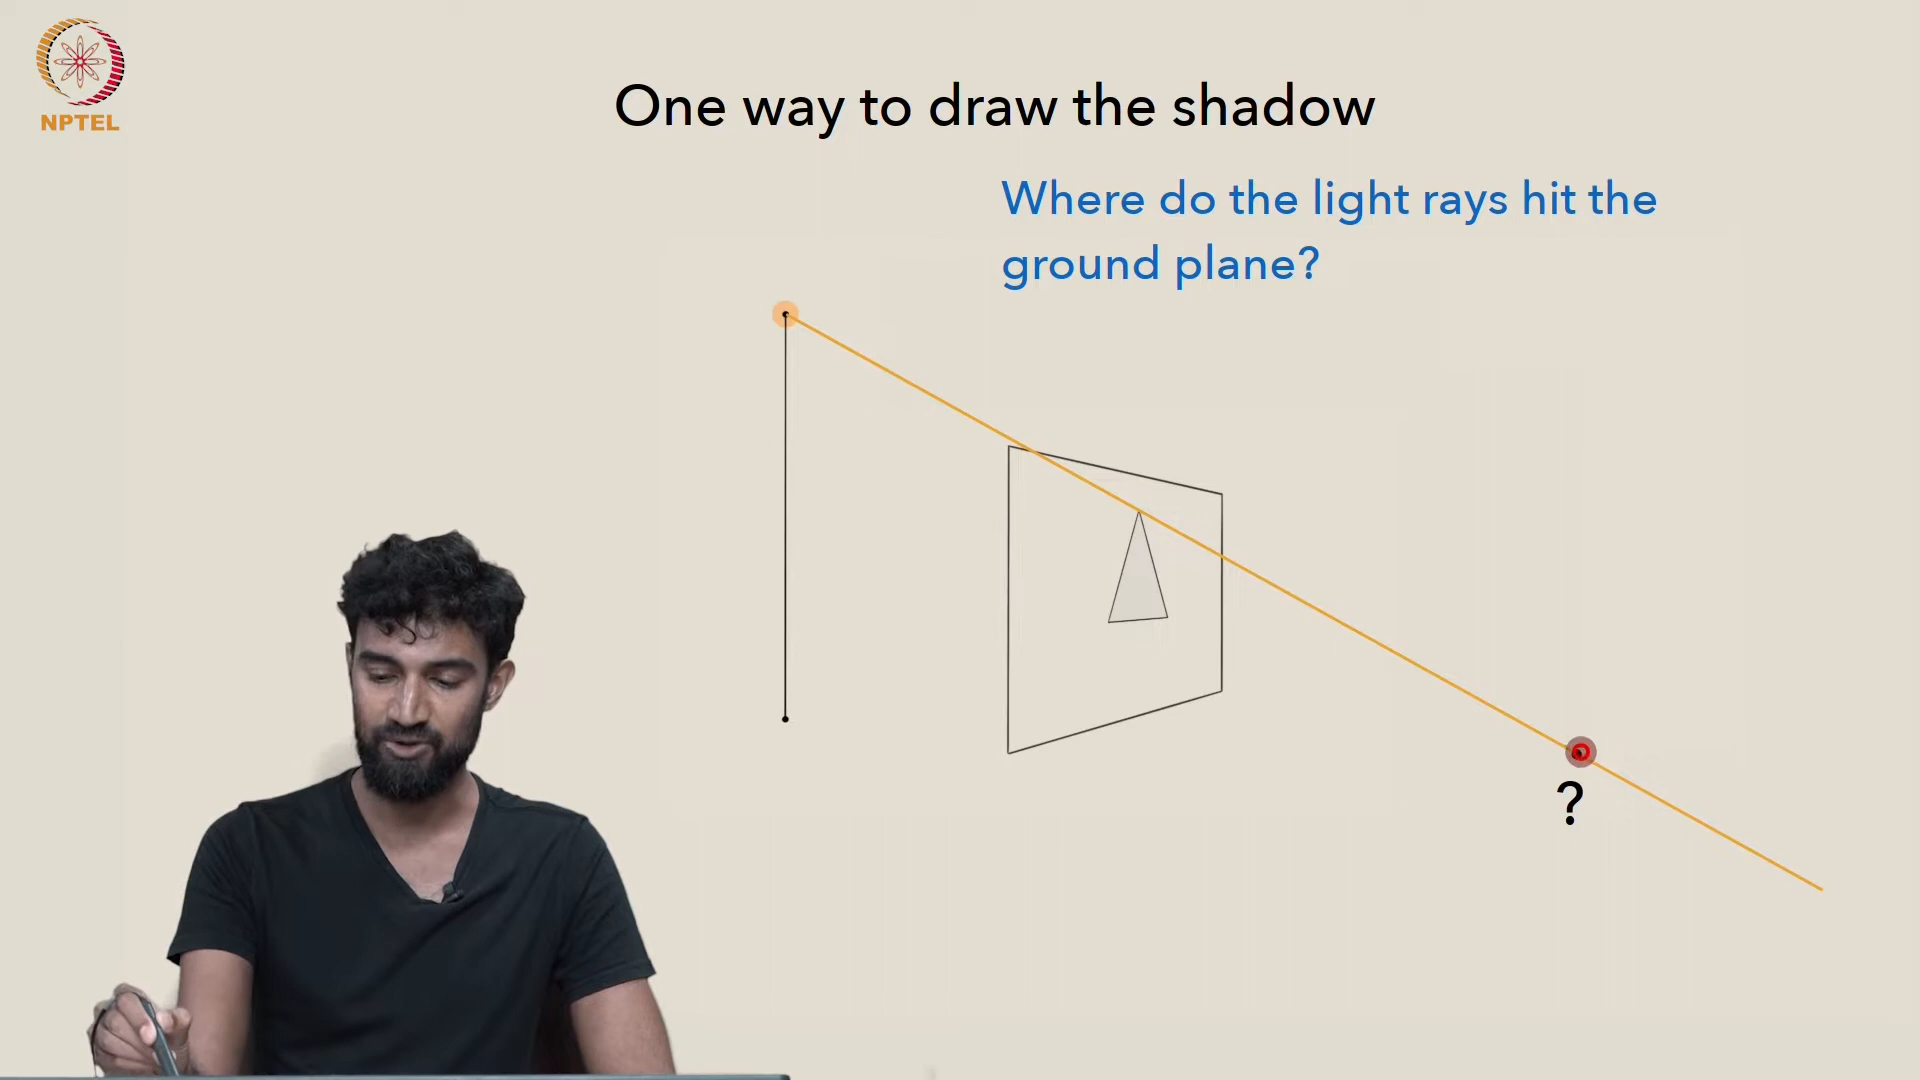 NPTEL
One way to draw the shadow
Where do the light rays hit the
ground plane?
?